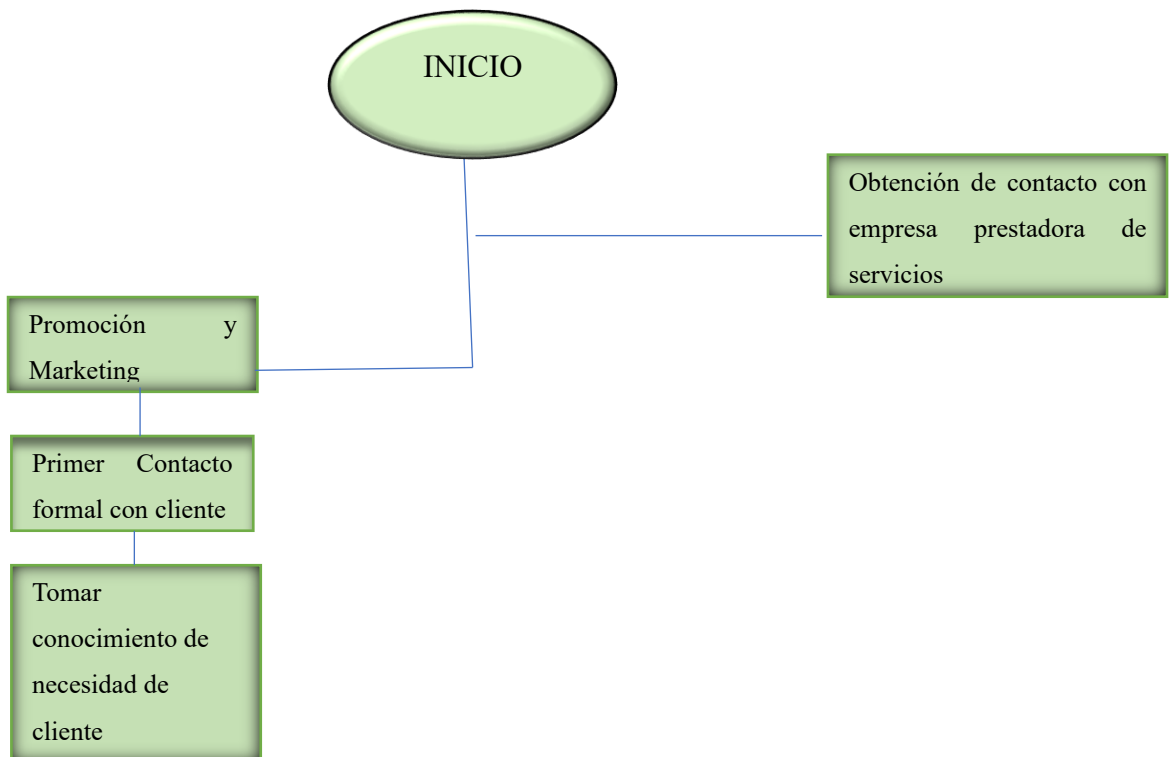 INICIO
Obtención de contacto con
empresa prestadora de
servicios
Promoción y
Marketing
Primer Contacto
formal con cliente
Tomar
conocimiento de
necesidad de
cliente